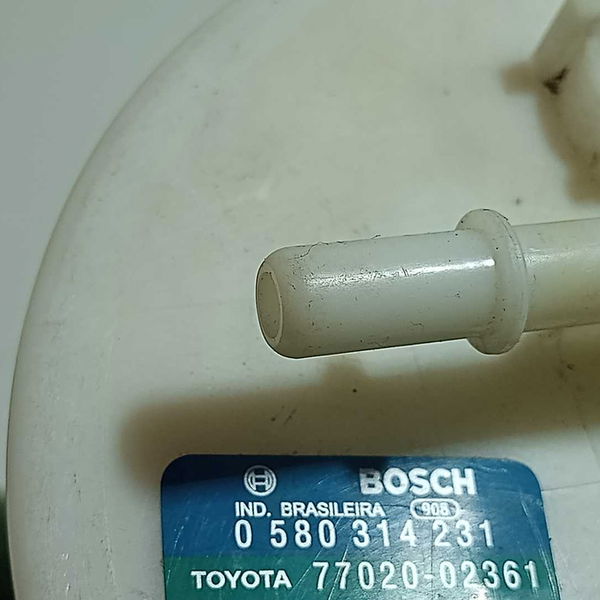 BOSCH
IND. BRASILEIRA 908
0 580 314 231
TOYOTA 77020-02361